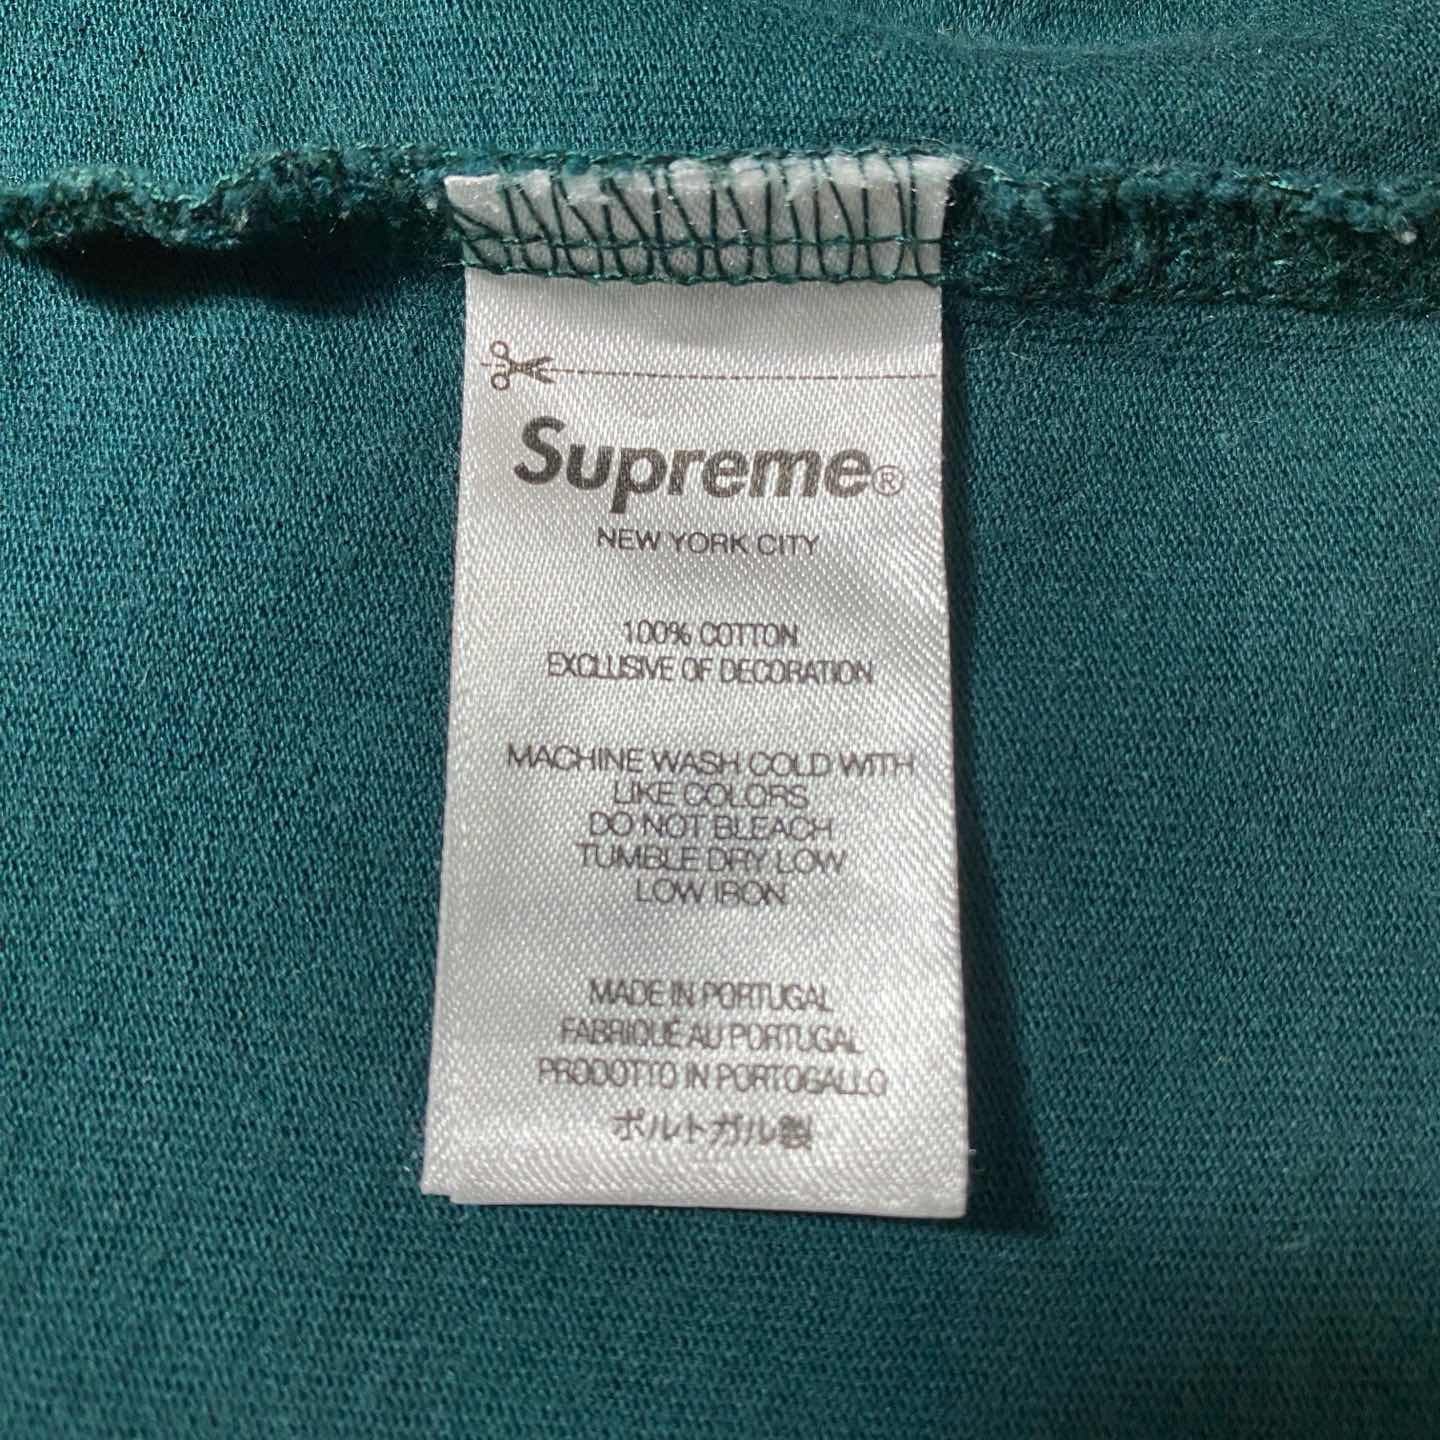 Supreme®
NEW YORK CITY
100% COTTON
EXCLUSIVE OF DECORATION
MACHINE WASH COLD WITH
LIKE COLORS
DO NOT BLEACH
TUMBLE DRY LOW
LOW IRON
MADE IN PORTUGAL
FABRIQUÉ AU PORTUGAL
PRODOTTO IN PORTOGALLO
ポルトガル製